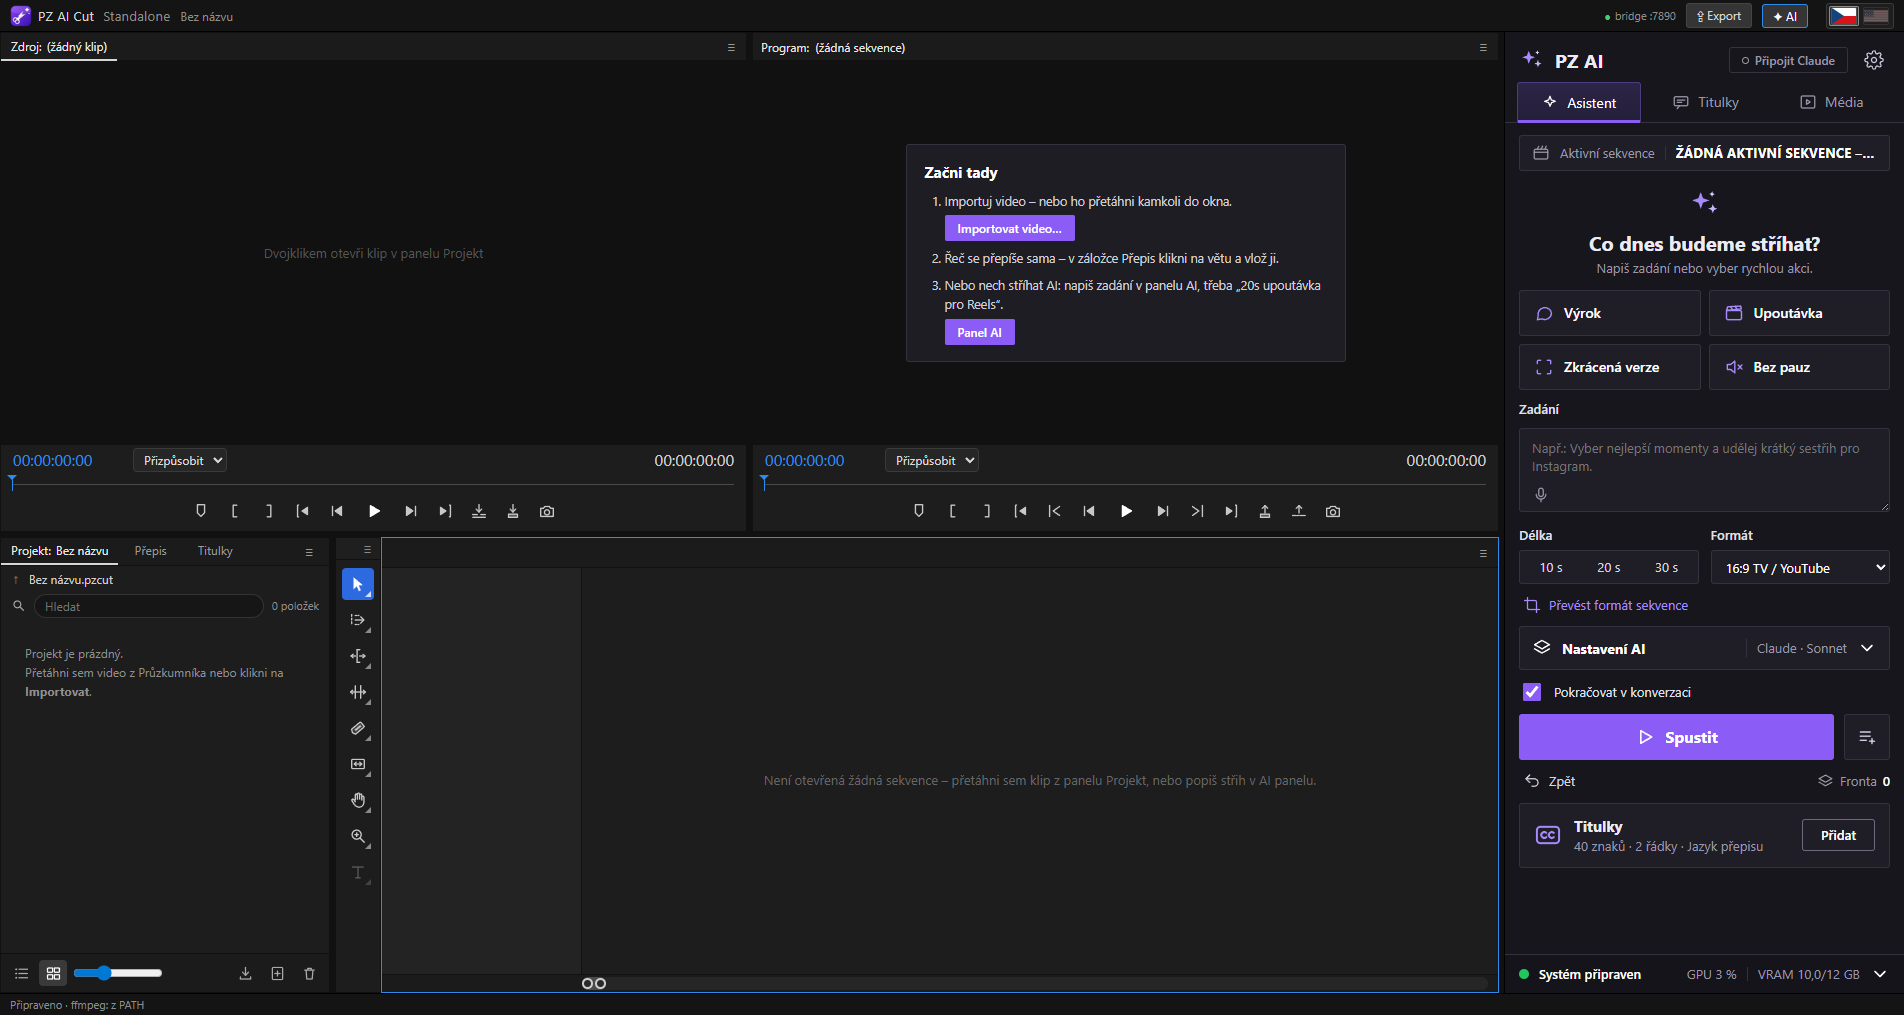 PZ AI Cut Standalone Bez názvu
bridge :7890 Export AI
Zdroj: (žádný klip)
Dvojklikem otevři klip v panelu Projekt
00:00:00:00 Přizpůsobit 00:00:00:00
Program: (žádná sekvence)
Začni tady
1. Importuj video – nebo ho přetáhni kamkoli do okna.
Importovat video...
2. Řeč se přepíše sama – v záložce Přepis klikni na větu a vlož ji.
3. Nebo nech stříhat AI: napiš zadání v panelu AI, třeba „20s upoutávka
pro Reels“.
Panel AI
00:00:00:00 Přizpůsobit 00:00:00:00
Projekt: Bez názvu Přepis Titulky
Bez názvu.pzcut
Hledat 0 položek
Projekt je prázdný.
Přetáhni sem video z Průzkumníka nebo klikni na
Importovat.
Není otevřená žádná sekvence – přetáhni sem klip z panelu Projekt, nebo popiš střih v AI panelu.
PZ AI Připojit Claude
Asistent Titulky Média
Aktivní sekvence ŽÁDNÁ AKTIVNÍ SEKVENCE –...
Co dnes budeme stříhat?
Napiš zadání nebo vyber rychlou akci.
Výrok Upoutávka
Zkrácená verze Bez pauz
Zadání
Např.: Vyber nejlepší momenty a udělej krátký sestřih pro
Instagram.
Délka Formát
10 s 20 s 30 s 16:9 TV / YouTube
Převést formát sekvence
Nastavení AI Claude · Sonnet
Pokračovat v konverzaci
Spustit
Zpět Fronta 0
CC Titulky
40 znaků · 2 řádky · Jazyk přepisu
Přidat
Systém připraven GPU 3 % VRAM 10,0/12 GB
Připraveno · ffmpeg: z PATH